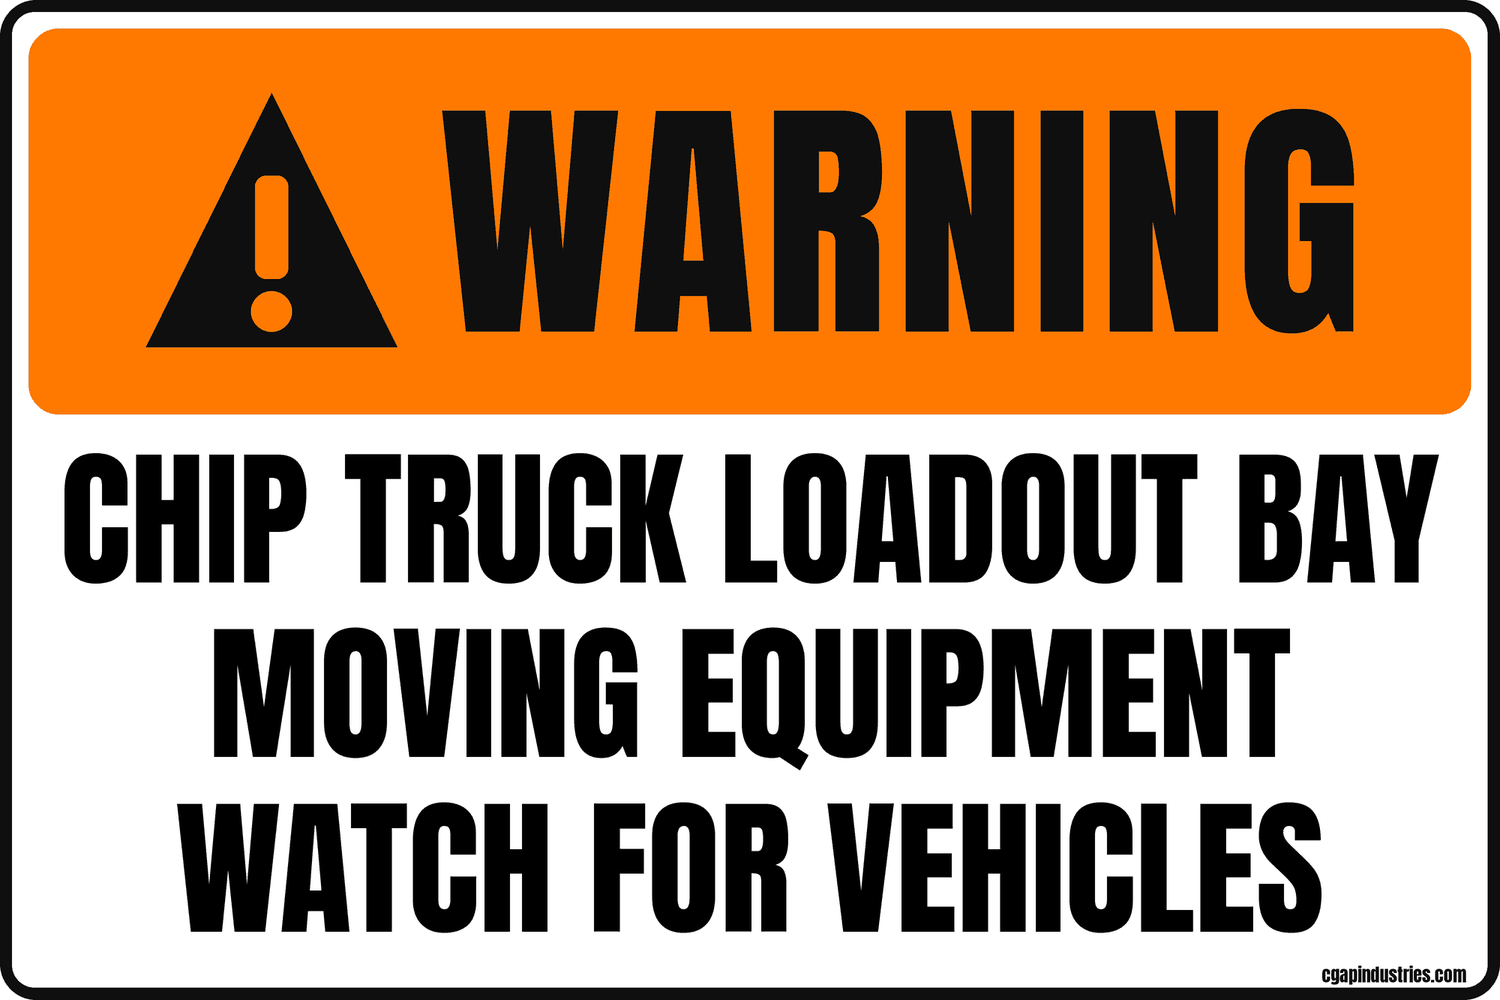 WARNING
CHIP TRUCK LOADOUT BAY
MOVING EQUIPMENT
WATCH FOR VEHICLES
cgapindustries.com